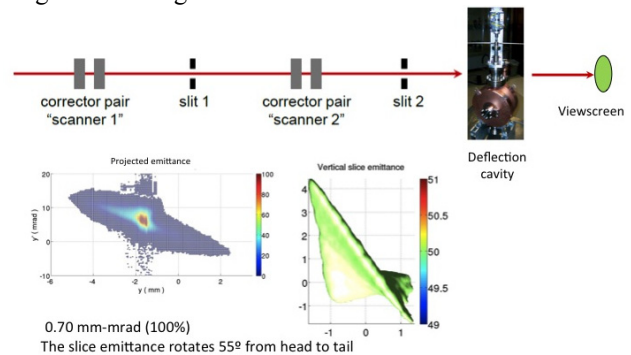 corrector pair
"scanner 1"
slit 1
corrector pair
"scanner 2"
slit 2
Deflection
cavity
Viewscreen
Projected emittance
20
10
0
-10
y' ( mrad )
-6
-4
-2
0
2
y ( mm )
100
80
60
40
20
0
Vertical slice emittance
4
3
2
1
0
-1
-1
0
1
51
50.5
50
49.5
49
0.70 mm-mrad (100%)
The slice emittance rotates 55º from head to tail